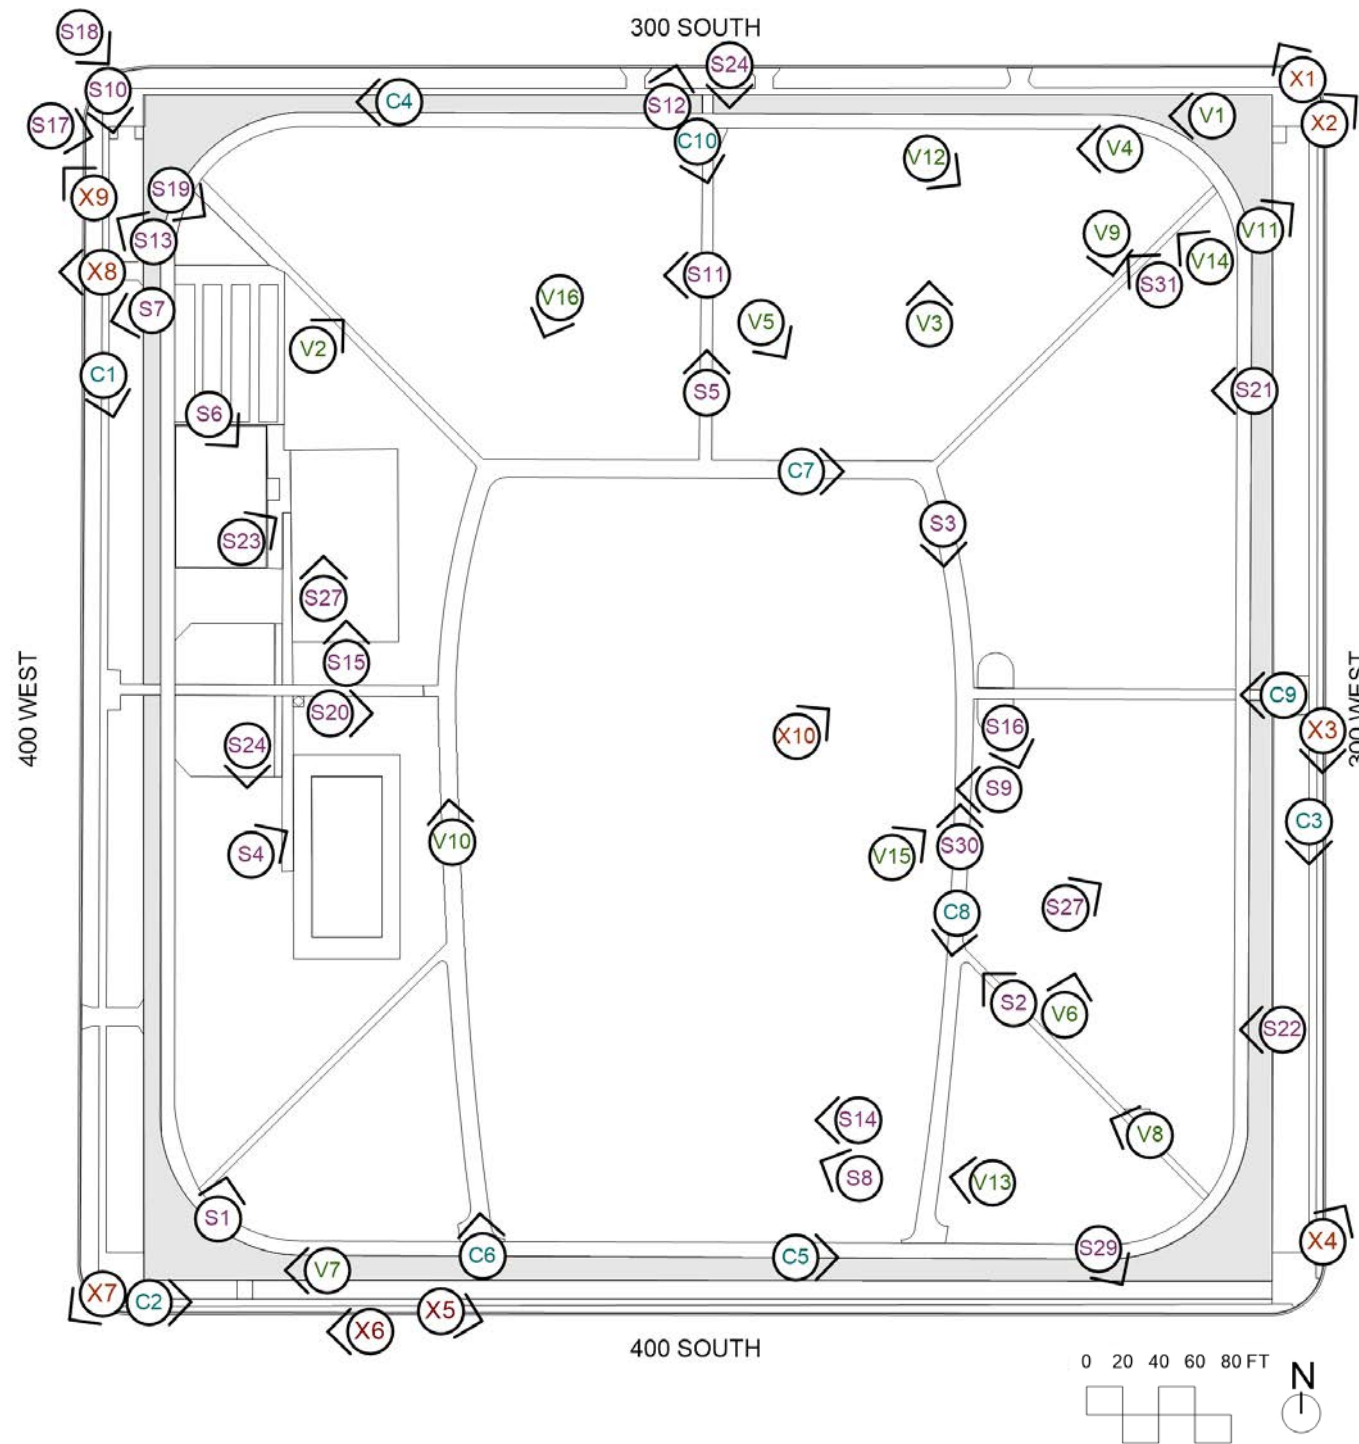 S18
300 SOUTH
S24
X1
S10
S12
C4
V1
X2
S17
C10
V12
V4
X9
S19
S13
V9
V11
X8
S11
V14
S31
S7
V16
V5
V3
V2
C1
S5
S21
S6
C7
S3
S23
S27
S15
400 WEST
300 WEST
C9
S20
S16
X3
X10
S24
S9
C3
V10
S30
S4
V15
S27
C8
S2
V6
S22
S14
V8
S8
V13
S1
C6
C5
S29
X4
V7
X7
C2
X5
X6
400 SOUTH
0 20 40 60 80 FT
N